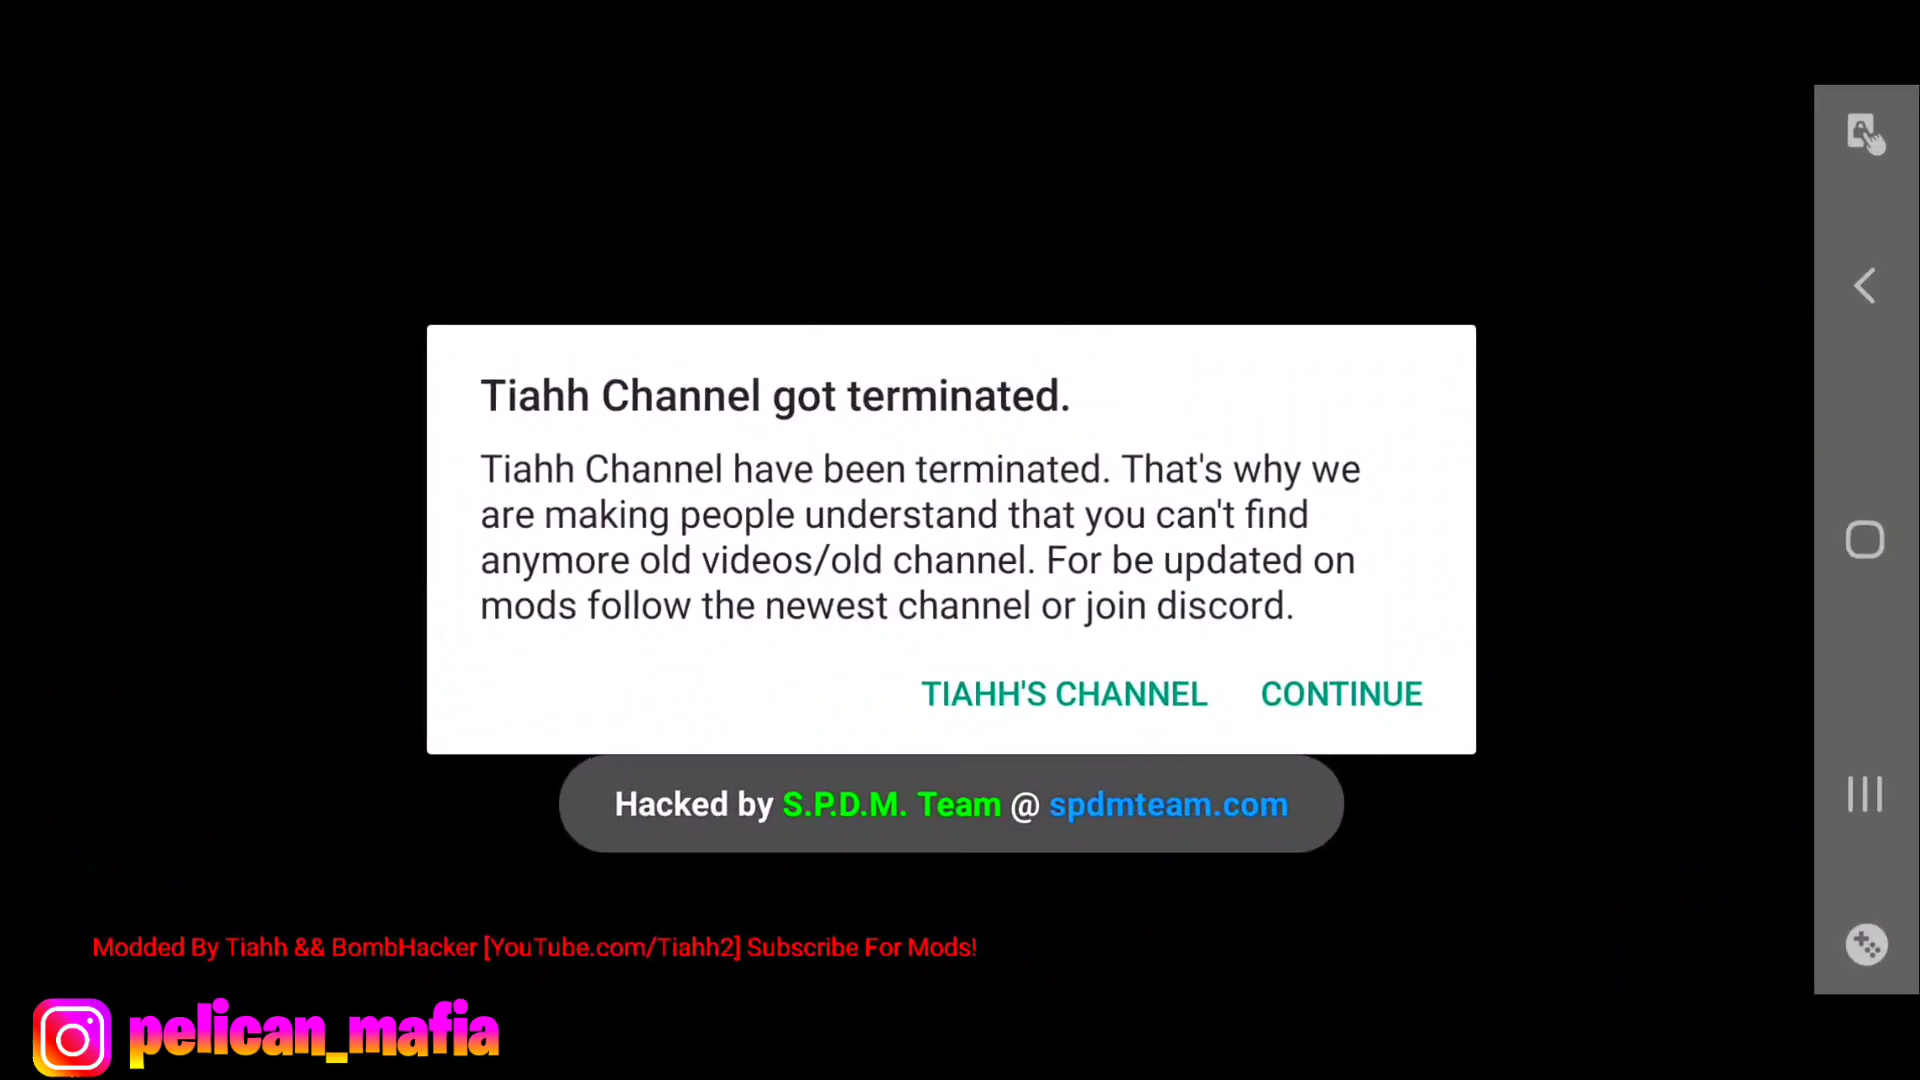 Tiahh Channel got terminated.
Tiahh Channel have been terminated. That's why we
are making people understand that you can't find
anymore old videos/old channel. For be updated on
mods follow the newest channel or join discord.
TIAHH'S CHANNEL CONTINUE
Hacked by S.P.D.M. Team @ spdmteam.com
Modded By Tiahh && BombHacker [YouTube.com/Tiahh2] Subscribe For Mods!
pelican_mafia